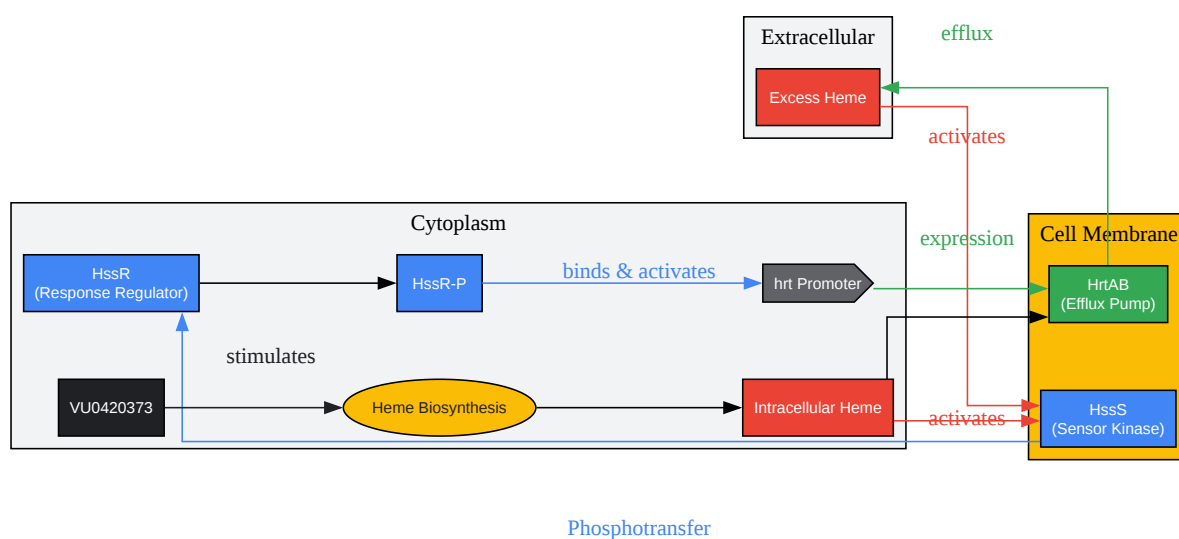 efflux
Extracellular
Excess Heme
activates
Cytoplasm
Cell Membrane
expression
HssR
(Response Regulator)
HssR-P
binds & activates
hrt Promoter
HrtAB
(Efflux Pump)
stimulates
VU0420373
Heme Biosynthesis
Intracellular Heme
activates
HssS
(Sensor Kinase)
Phosphotransfer